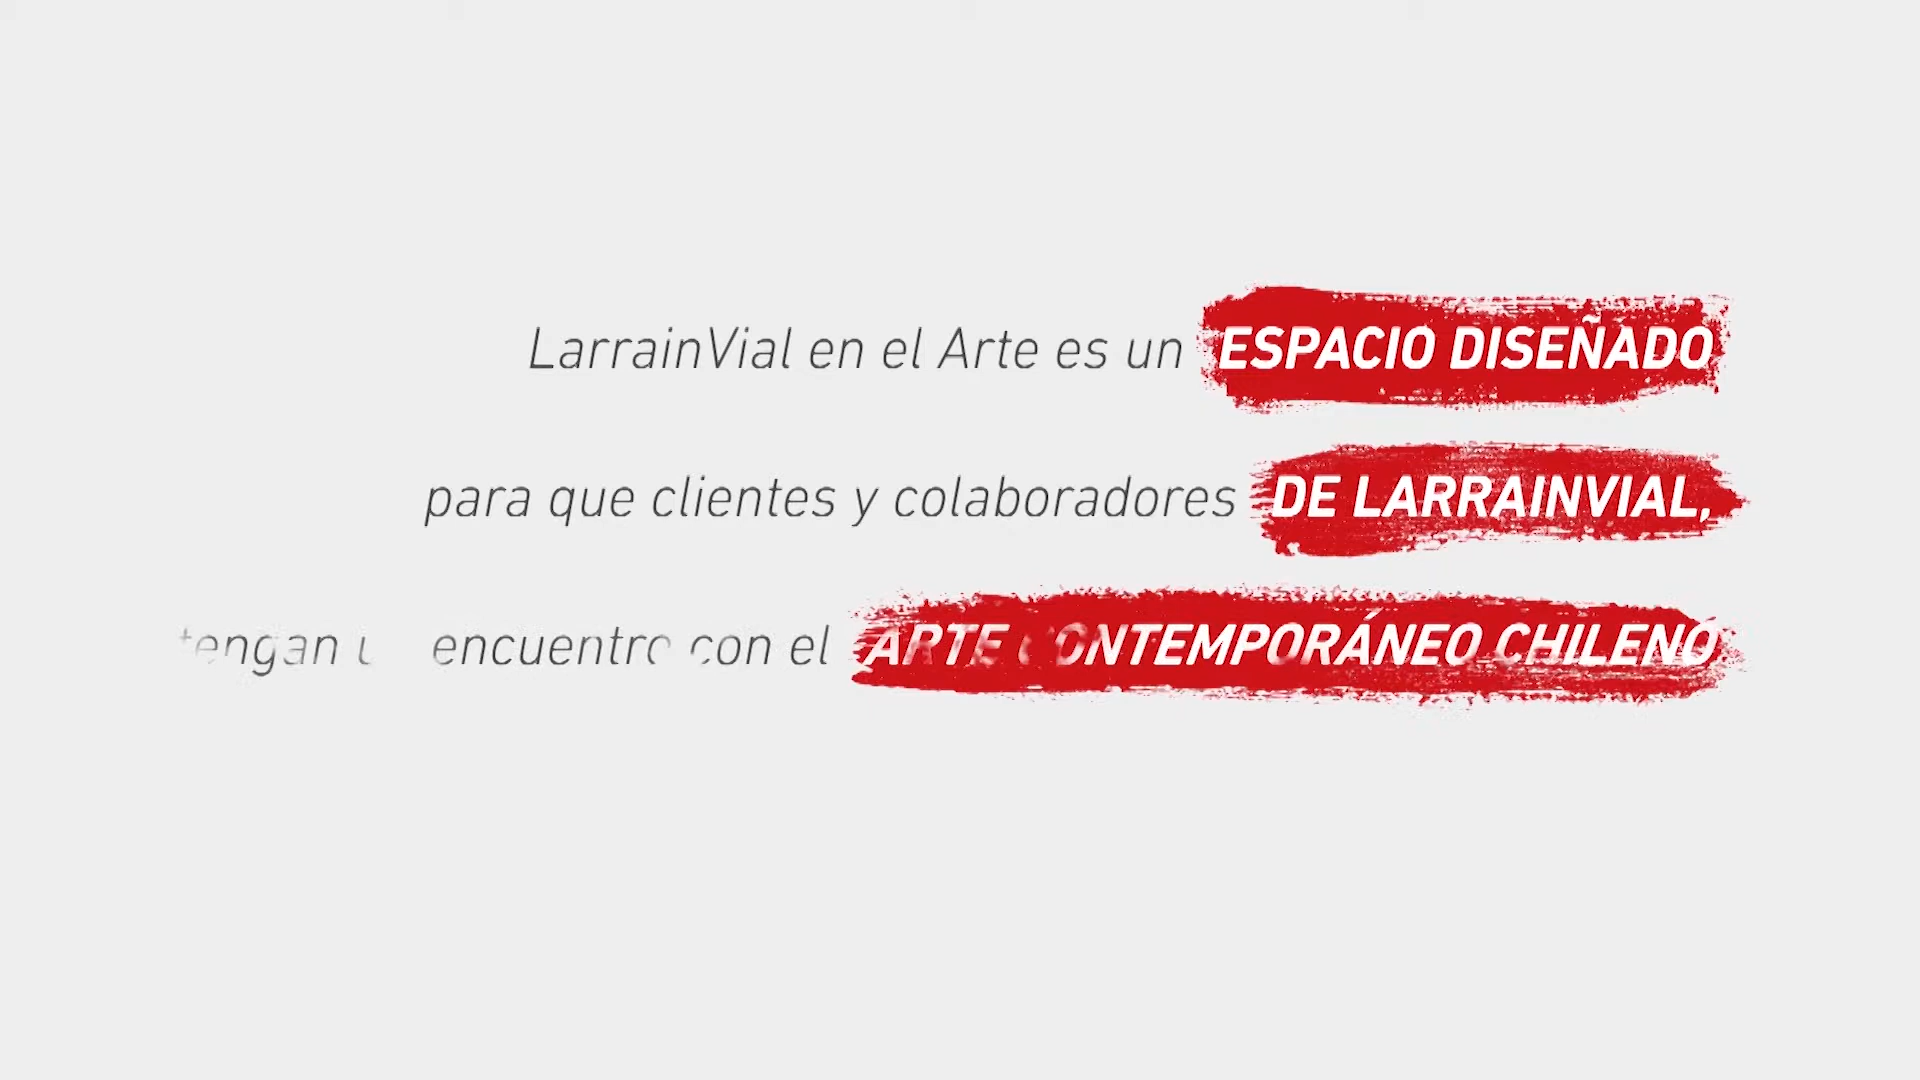 LarrainVial en el Arte es un ESPACIO DISEÑADO
para que clientes y colaboradores DE LARRAINVIAL,
tengan un encuentro con el ARTE CONTEMPORÁNEO CHILENO